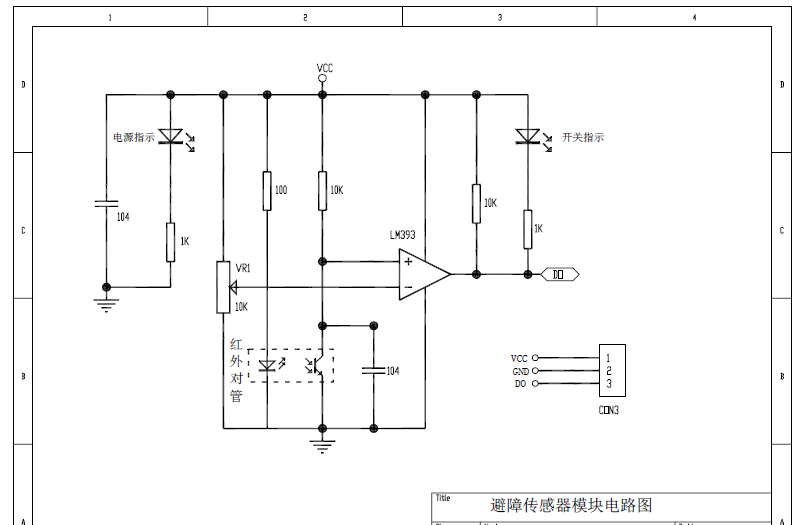 1 2 3 4
D D
VCC
电源指示
开关指示
100
10K
10K
104
1K
1K
C C
LM393
+
VR1
DO
-
10K
红外对管
104
VCC 1
GND 2
DO 3
B B
CON3
Title
避障传感器模块电路图
A A